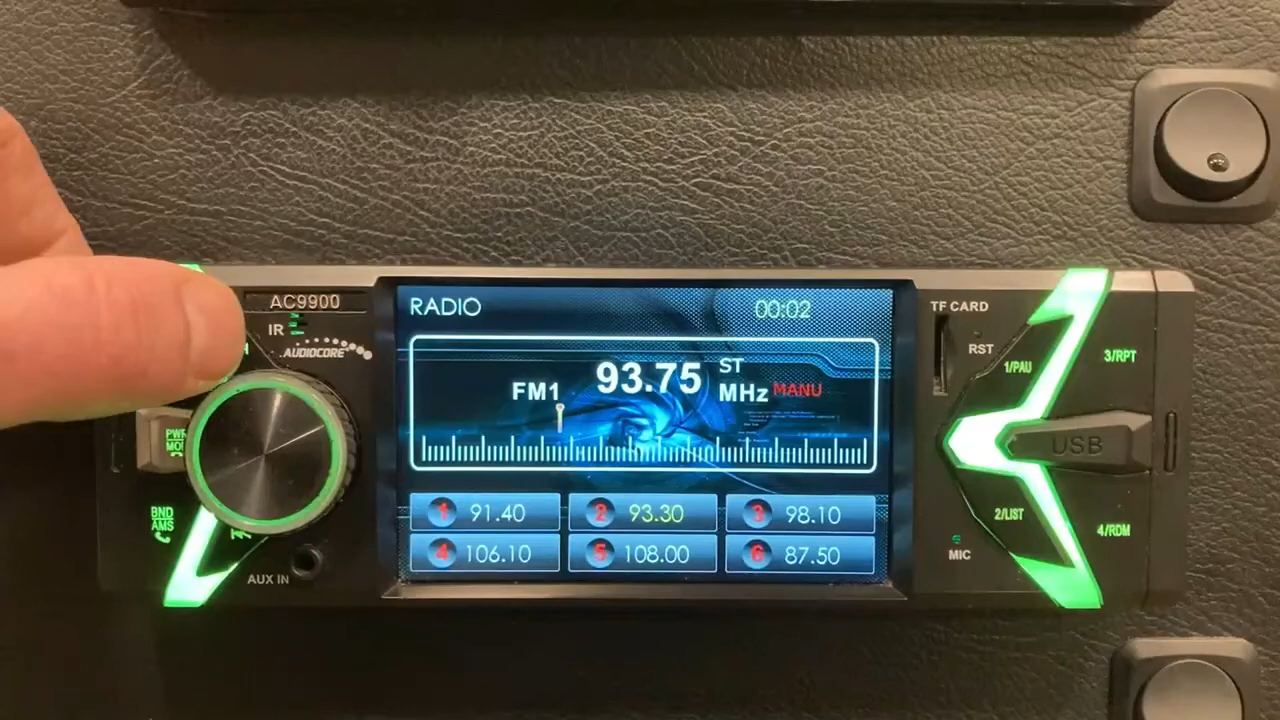 AC9900
IR
AUDIOCORE
PWR
BND
AMS
AUX IN
RADIO
00:02
FM1
93.75
ST
MHz
MANU
1 91.40
2 93.30
3 98.10
4 106.10
5 108.00
6 87.50
TF CARD
RST
1/PAU
3/RPT
USB
2/LIST
4/RDM
MIC